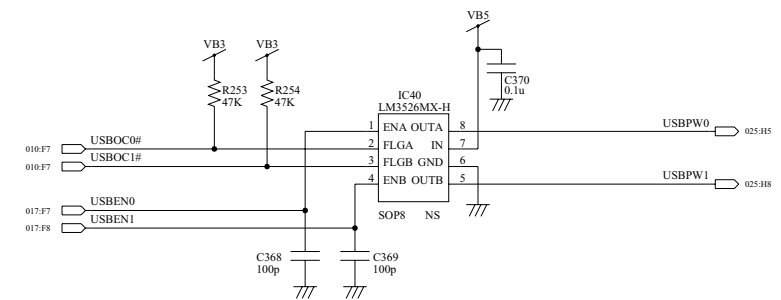 VB5
VB3 VB3
R253
47K
R254
47K
C370
0.1u
IC40
LM3526MX-H
1 ENA OUTA 8
2 FLGA IN 7
3 FLGB GND 6
4 ENB OUTB 5
SOP8 NS
010:F7 USBOC0#
010:F7 USBOC1#
017:F7 USBEN0
017:F8 USBEN1
USBPW0 025:H5
USBPW1 025:H8
C368
100p
C369
100p